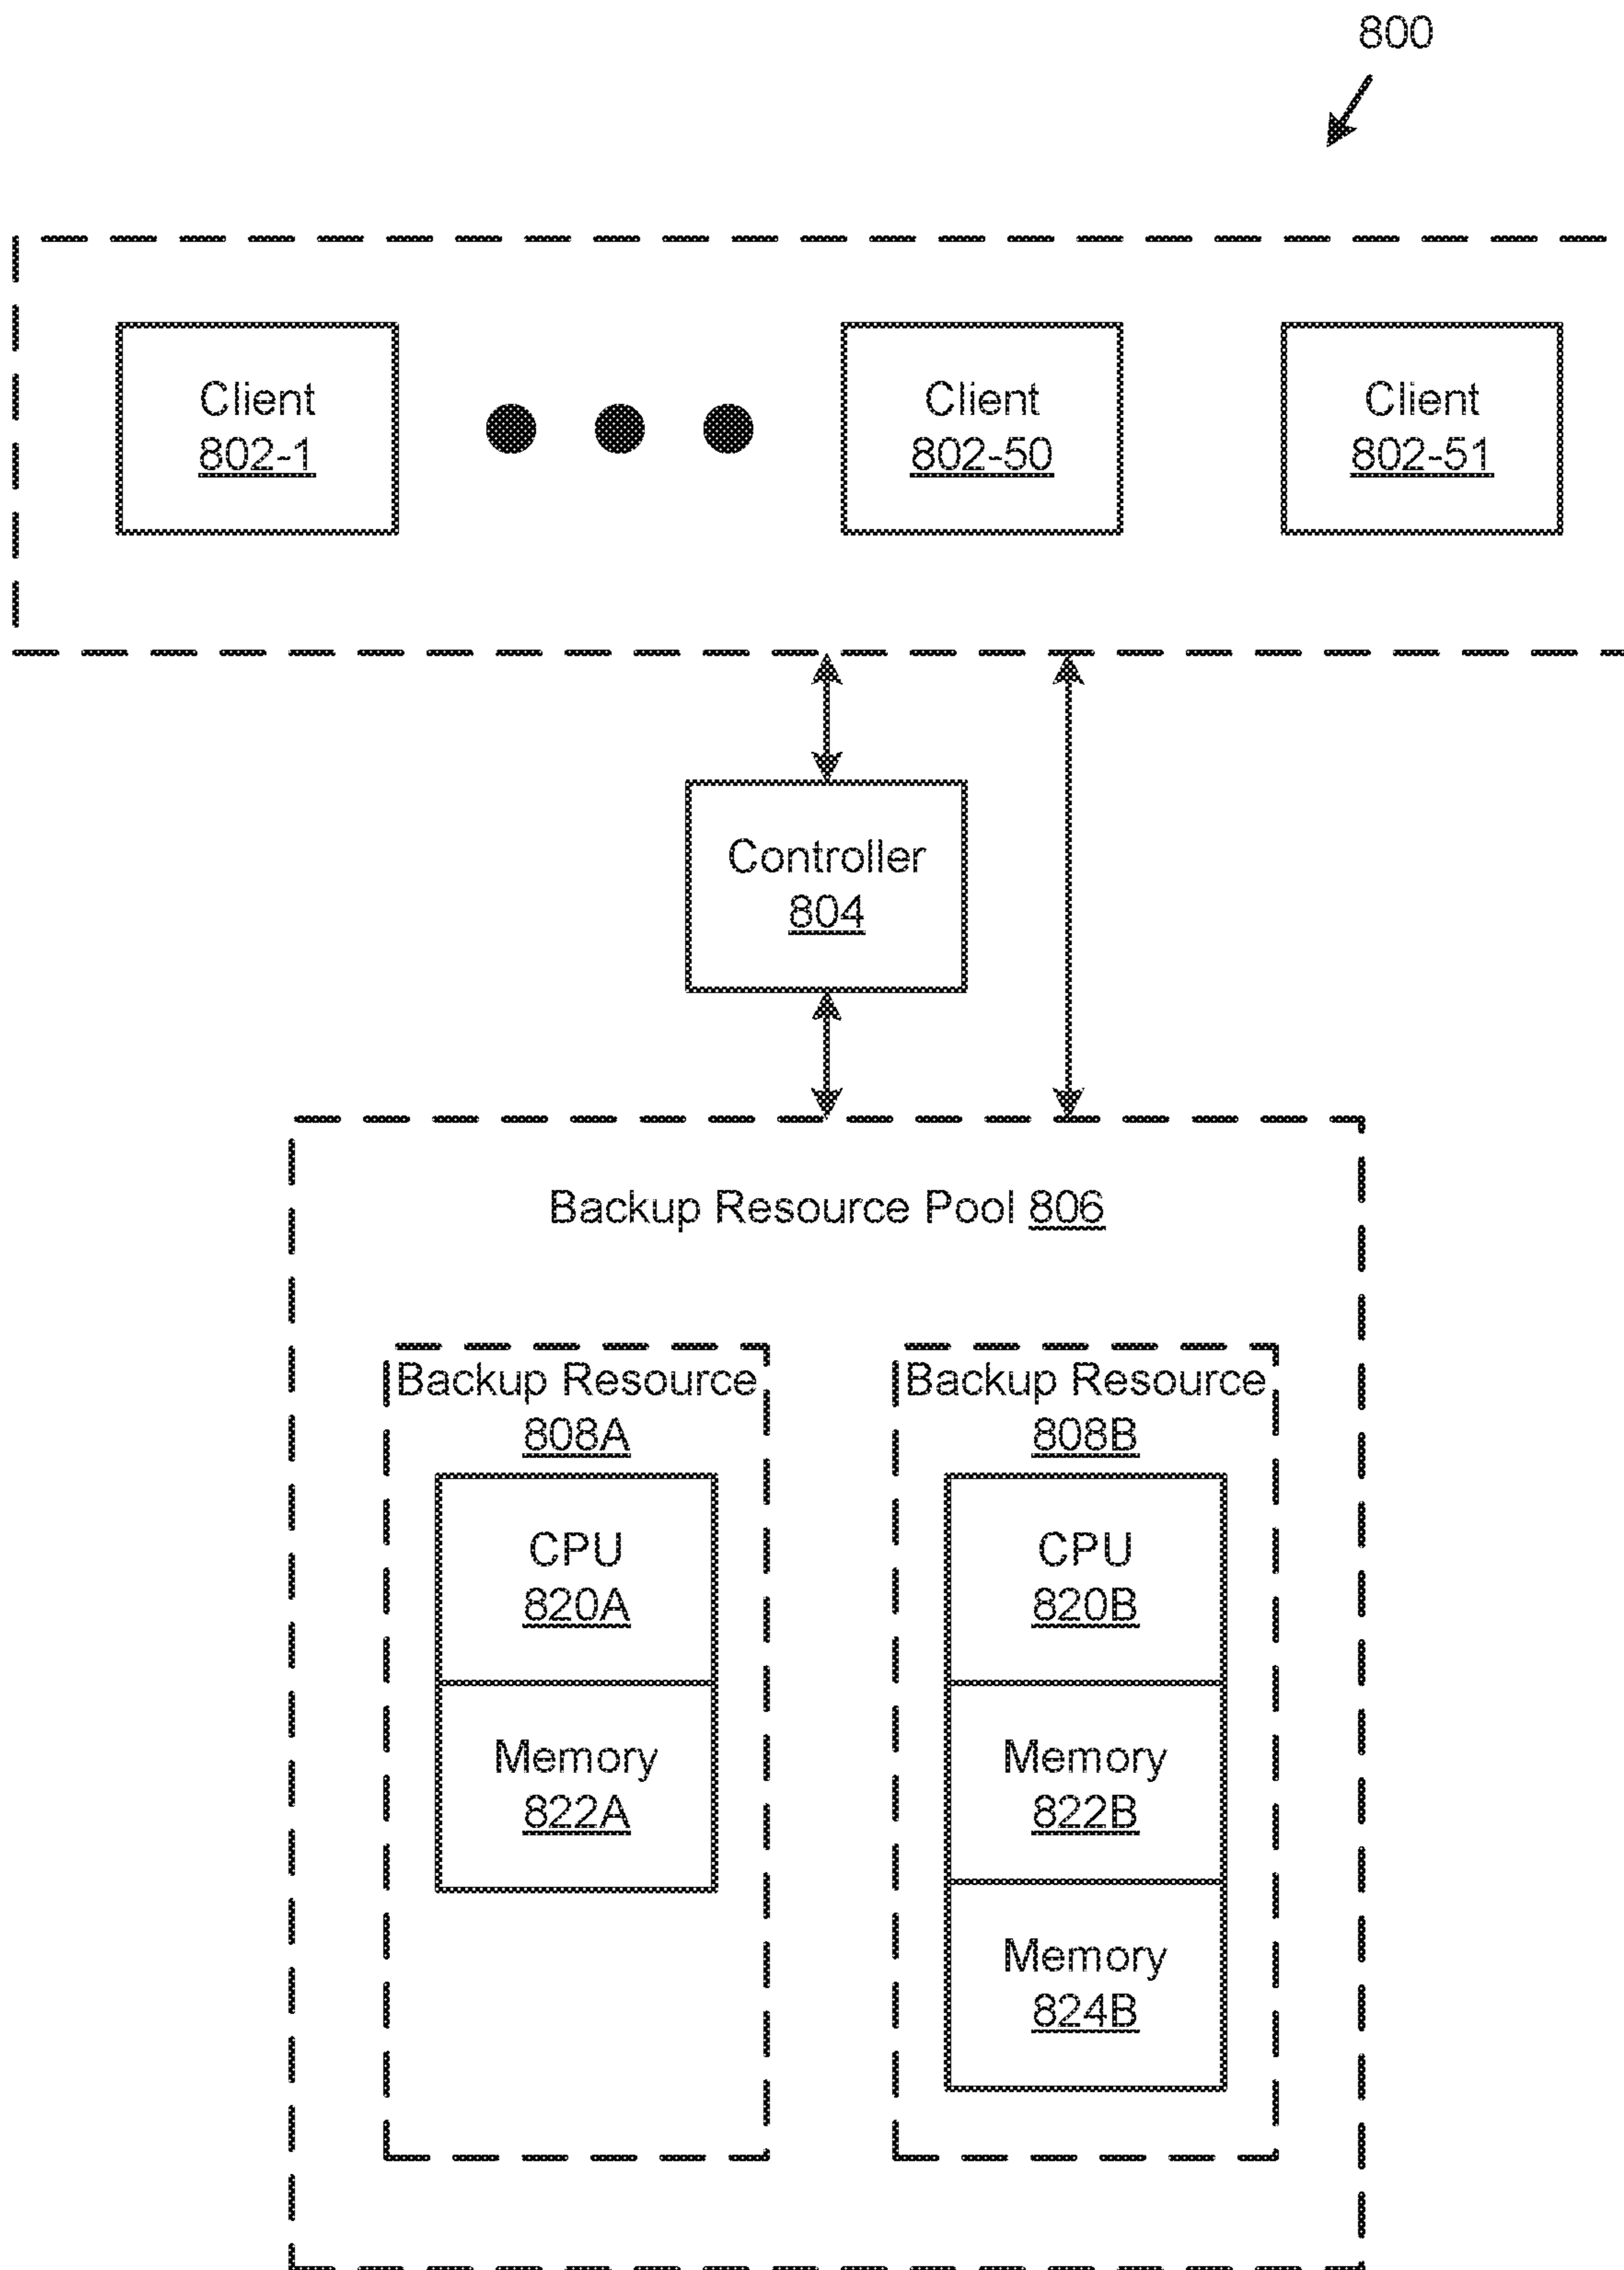 800
Client
802-1
Client
802-50
Client
802-51
Controller
804
Backup Resource Pool 806
Backup Resource
808A
CPU
820A
Memory
822A
Backup Resource
808B
CPU
820B
Memory
822B
Memory
824B